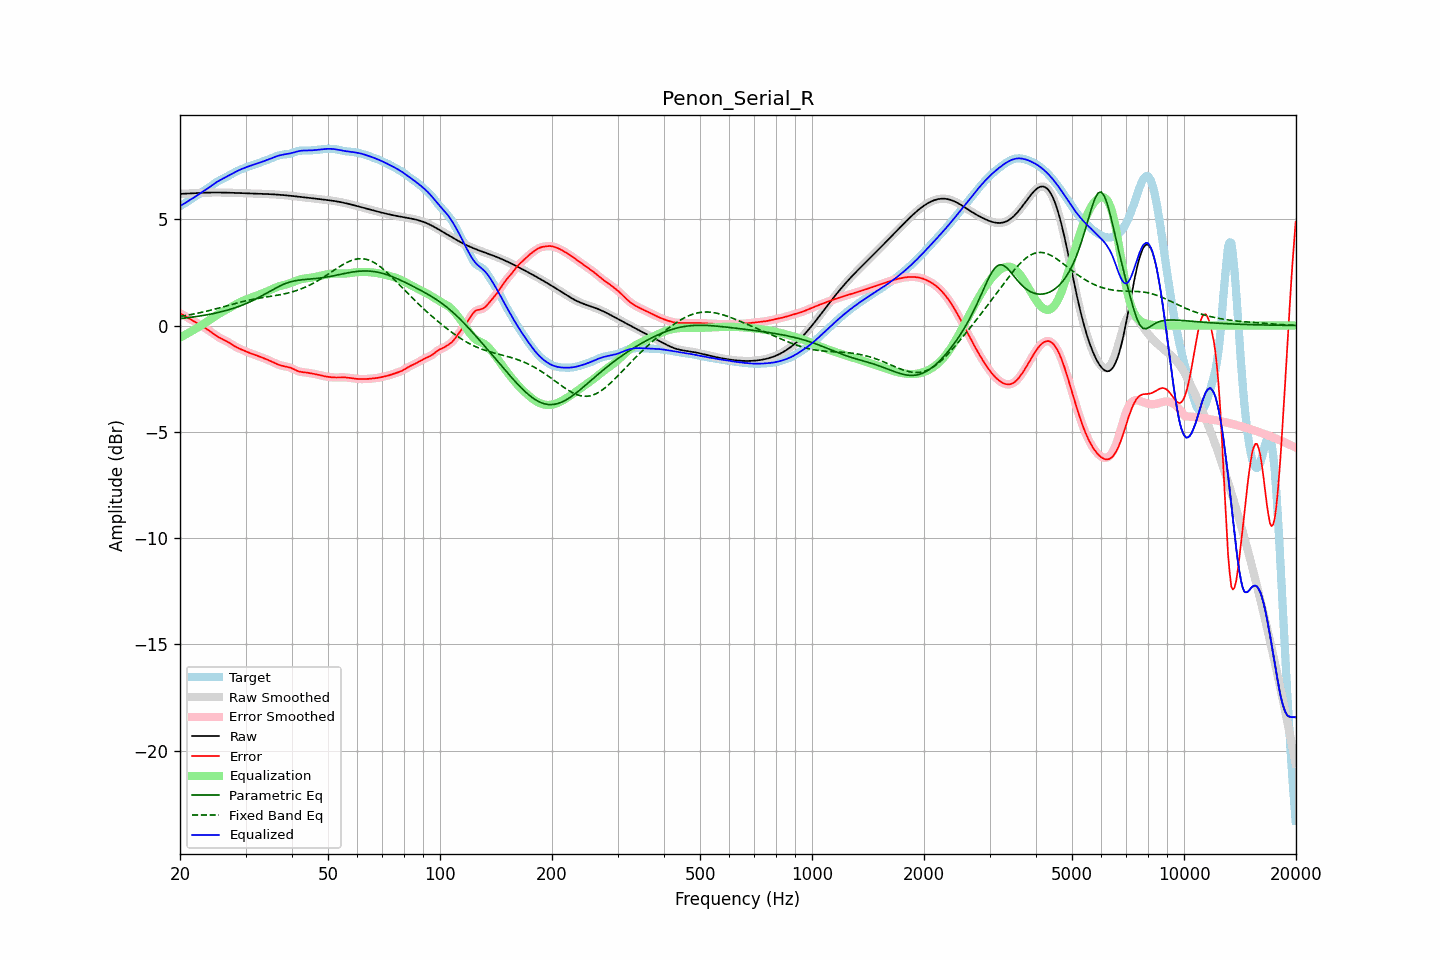 Penon_Serial_R
Amplitude (dBr)
5
0
−5
−10
−15
−20
Target
Raw Smoothed
Error Smoothed
Raw
Error
Equalization
Parametric Eq
Fixed Band Eq
Equalized
20 50 100 200 500 1000 2000 5000 10000 20000
Frequency (Hz)